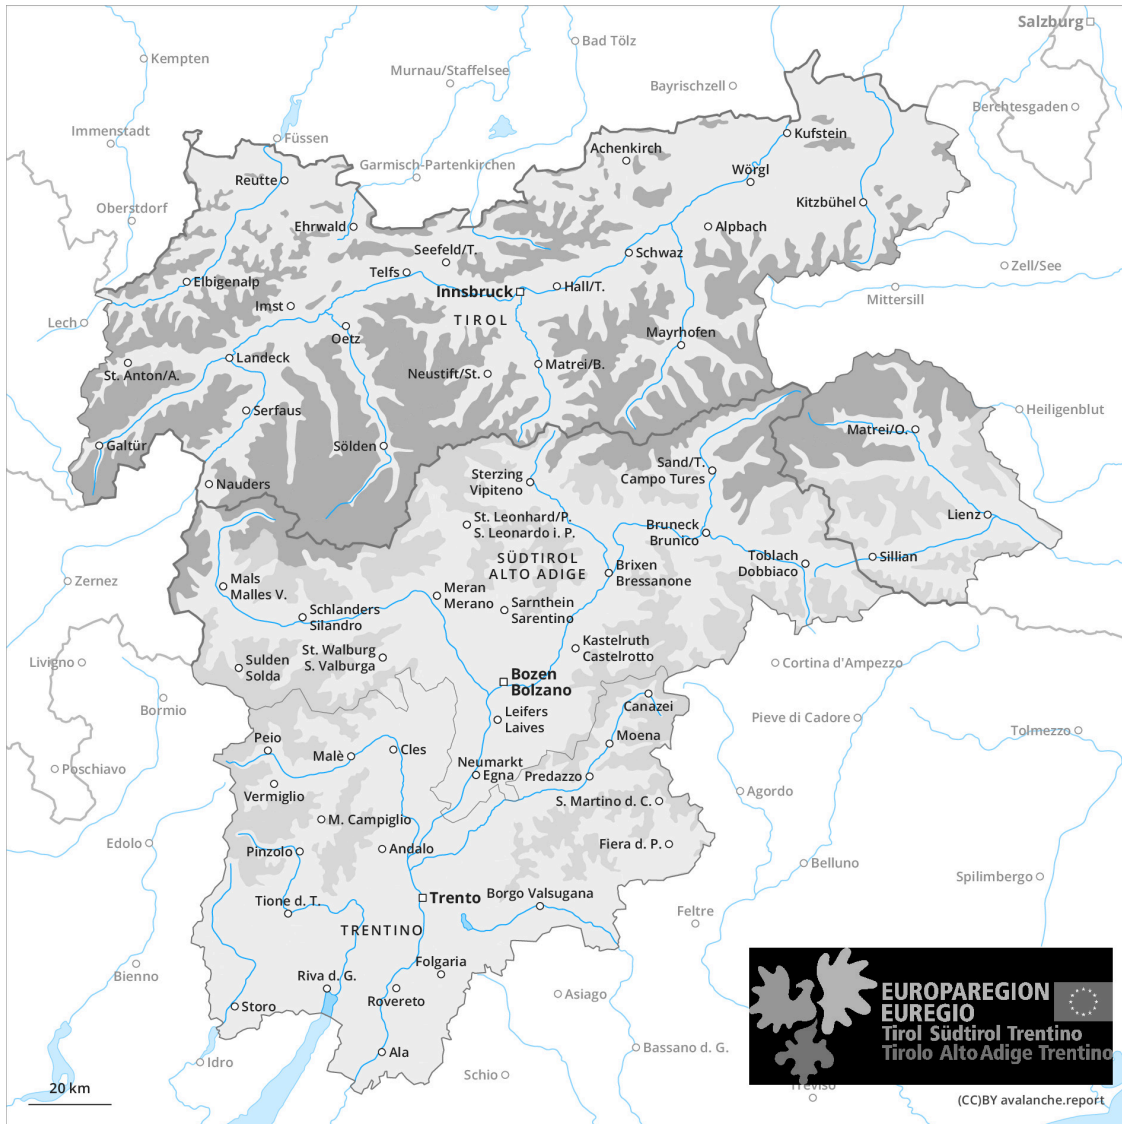 Salzburg
Bad Tölz
Kempten
Murnau/Staffelsee
Bayrischzell
Berchtesgaden
Immenstadt
Füssen
Kufstein
Achenkirch
Garmisch-Partenkirchen
Wörgl
Reutte
Kitzbühel
Oberstdorf
Ehrwald
Alpbach
Seefeld/T.
Schwaz
Zell/See
Telfs
Elbigenalp
Hall/T.
Innsbruck
Mittersill
Imst
Lech
TIROL
Oetz
Mayrhofen
Landeck
Matrei/B.
St. Anton/A.
Neustift/St.
Serfaus
Heiligenblut
Matrei/O.
Galtür
Sölden
Sand/T.
Campo Tures
Sterzing
Vipiteno
Nauders
Lienz
St. Leonhard/P.
S. Leonardo i. P.
Bruneck
Brunico
SÜDTIROL
ALTO ADIGE
Toblach
Dobbiaco
Sillian
Brixen
Bressanone
Zernez
Mals
Malles V.
Meran
Merano
Sarnthein
Sarentino
Schlanders
Silandro
Kastelruth
Castelrotto
St. Walburg
S. Valburga
Livigno
Sulden
Solda
Cortina d'Ampezzo
Bozen
Bolzano
Canazei
Bormio
Leifers
Laives
Pieve di Cadore
Tolmezzo
Moena
Peio
Cles
Malè
Neumarkt
Egna
Predazzo
Poschiavo
Vermiglio
Agordo
S. Martino d. C.
M. Campiglio
Edolo
Fiera d. P.
Pinzolo
Andalo
Belluno
Spilimbergo
Borgo Valsugana
Trento
Tione d. T.
Feltre
TRENTINO
Folgaria
Bienno
Riva d. G.
Rovereto
Asiago
Storo
EUROPAREGION
EUREGIO
Tirol Südtirol Trentino
Tirolo Alto Adige Trentino
Ala
Bassano d. G.
Idro
Schio
Treviso
20 km
(CC)BY avalanche.report